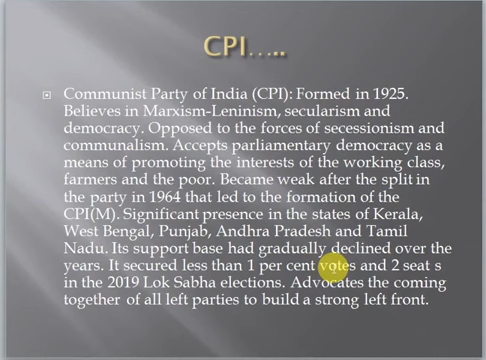 CPI…..
Communist Party of India (CPI): Formed in 1925.
Believes in Marxism-Leninism, secularism and
democracy. Opposed to the forces of secessionism and
communalism. Accepts parliamentary democracy as a
means of promoting the interests of the working class,
farmers and the poor. Became weak after the split in
the party in 1964 that led to the formation of the
CPI(M). Significant presence in the states of Kerala,
West Bengal, Punjab, Andhra Pradesh and Tamil
Nadu. Its support base had gradually declined over the
years. It secured less than 1 per cent votes and 2 seat s
in the 2019 Lok Sabha elections. Advocates the coming
together of all left parties to build a strong left front.